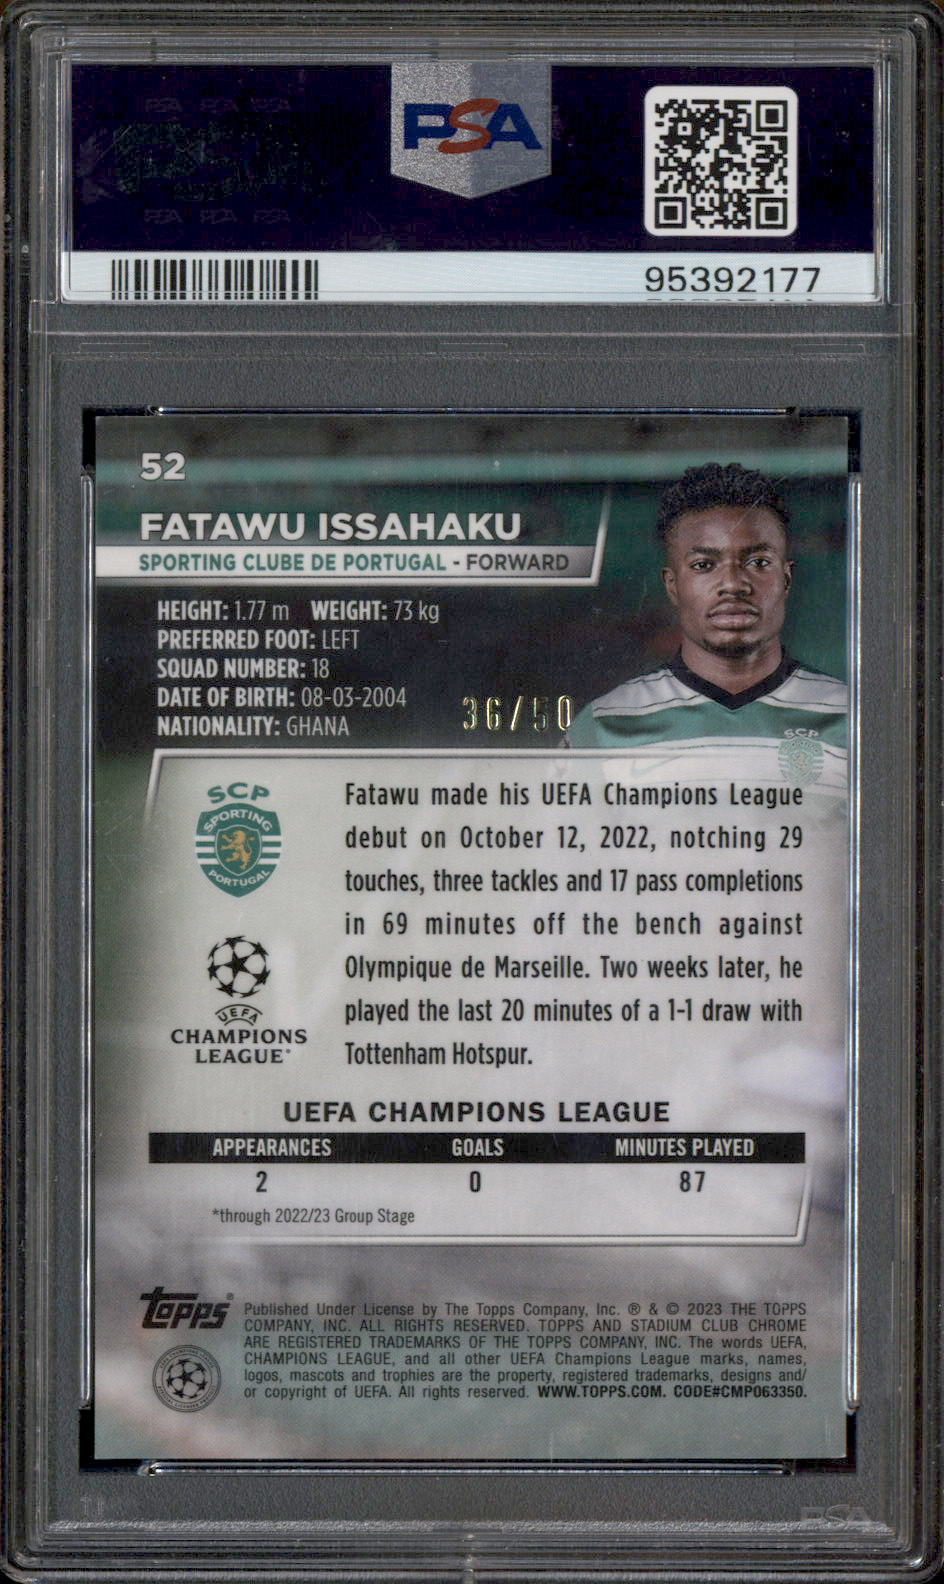 PSA PSA PSA
PSA
PSA PSA PSA
95392177
52
FATAWU ISSAHAKU
SPORTING CLUBE DE PORTUGAL - FORWARD
HEIGHT: 1.77 m WEIGHT: 73 kg
PREFERRED FOOT: LEFT
SQUAD NUMBER: 18
DATE OF BIRTH: 08-03-2004
NATIONALITY: GHANA
36/50
SCP
SCP
SPORTING
PORTUGAL
Fatawu made his UEFA Champions League
debut on October 12, 2022, notching 29
touches, three tackles and 17 pass completions
in 69 minutes off the bench against
Olympique de Marseille. Two weeks later, he
played the last 20 minutes of a 1-1 draw with
Tottenham Hotspur.
UEFA
CHAMPIONS
LEAGUE®
UEFA CHAMPIONS LEAGUE
APPEARANCES GOALS MINUTES PLAYED
2 0 87
*through 2022/23 Group Stage
Topps®
Published Under License by The Topps Company, Inc. ® & © 2023 THE TOPPS
COMPANY, INC. ALL RIGHTS RESERVED. TOPPS AND STADIUM CLUB CHROME
ARE REGISTERED TRADEMARKS OF THE TOPPS COMPANY, INC. The words UEFA,
CHAMPIONS LEAGUE, and all other UEFA Champions League marks, names,
logos, mascots and trophies are the property, registered trademarks, designs and/
or copyright of UEFA. All rights reserved. WWW.TOPPS.COM. CODE#CMP063350.
PSA